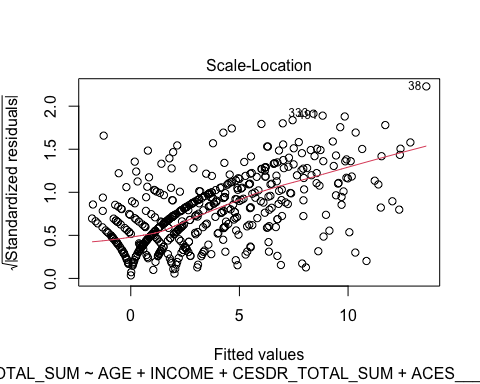 Scale-Location
√|Standardized residuals|
0.0 0.5 1.0 1.5 2.0
38
0 5 10
Fitted values
OTAL_SUM ~ AGE + INCOME + CESDR_TOTAL_SUM + ACES___